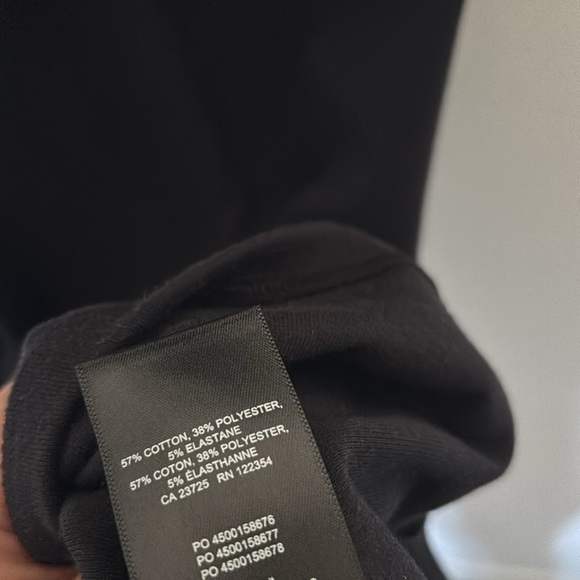 57% COTTON, 38% POLYESTER,
5% ELASTANE
57% COTON, 38% POLYESTER,
5% ÉLASTHANNE
CA 23725 RN 122354
PO 4500158676
PO 4500158677
PO 4500158678